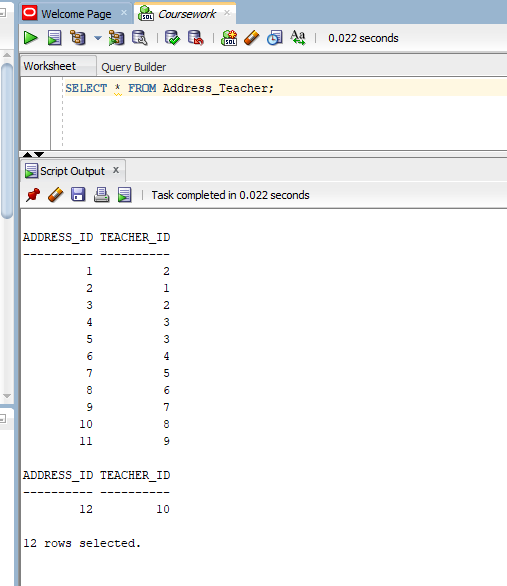 Welcome Page
Coursework
0.022 seconds
Worksheet Query Builder
SELECT * FROM Address_Teacher;
Script Output
Task completed in 0.022 seconds
ADDRESS_ID TEACHER_ID
---------- ----------
1 2
2 1
3 2
4 3
5 3
6 4
7 5
8 6
9 7
10 8
11 9
ADDRESS_ID TEACHER_ID
---------- ----------
12 10
12 rows selected.